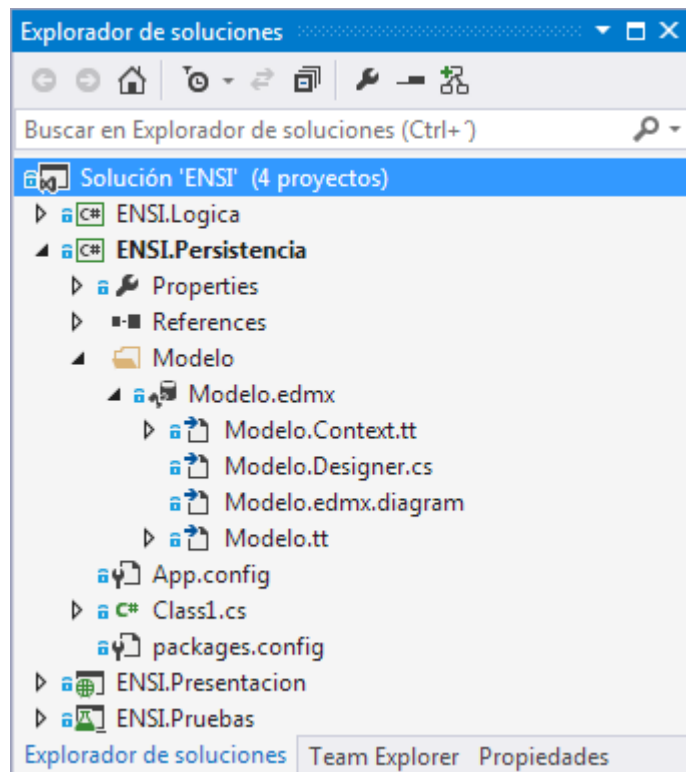 Explorador de soluciones
Buscar en Explorador de soluciones (Ctrl+´)
Solución 'ENSI' (4 proyectos)
C# ENSI.Logica
C# ENSI.Persistencia
Properties
References
Modelo
Modelo.edmx
Modelo.Context.tt
Modelo.Designer.cs
Modelo.edmx.diagram
Modelo.tt
App.config
C# Class1.cs
packages.config
ENSI.Presentacion
ENSI.Pruebas
Explorador de soluciones Team Explorer Propiedades